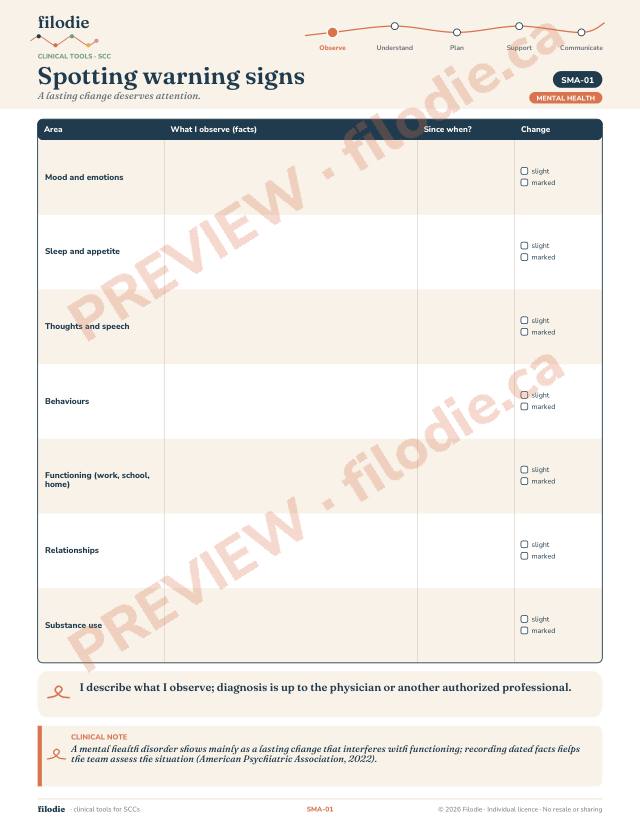 filodie
CLINICAL TOOLS · SCC
Observe
Understand
Plan
Support
Communicate
Spotting warning signs
A lasting change deserves attention.
SMA-01
MENTAL HEALTH
Area
What I observe (facts)
Since when?
Change
Mood and emotions
slight
marked
Sleep and appetite
slight
marked
Thoughts and speech
slight
marked
Behaviours
slight
marked
Functioning (work, school,
home)
slight
marked
Relationships
slight
marked
Substance use
slight
marked
PREVIEW · filodie.ca
PREVIEW · filodie.ca
I describe what I observe; diagnosis is up to the physician or another authorized professional.
CLINICAL NOTE
A mental health disorder shows mainly as a lasting change that interferes with functioning; recording dated facts helps
the team assess the situation (American Psychiatric Association, 2022).
filodie · clinical tools for SCCs
SMA-01
© 2026 Filodie · Individual licence · No resale or sharing